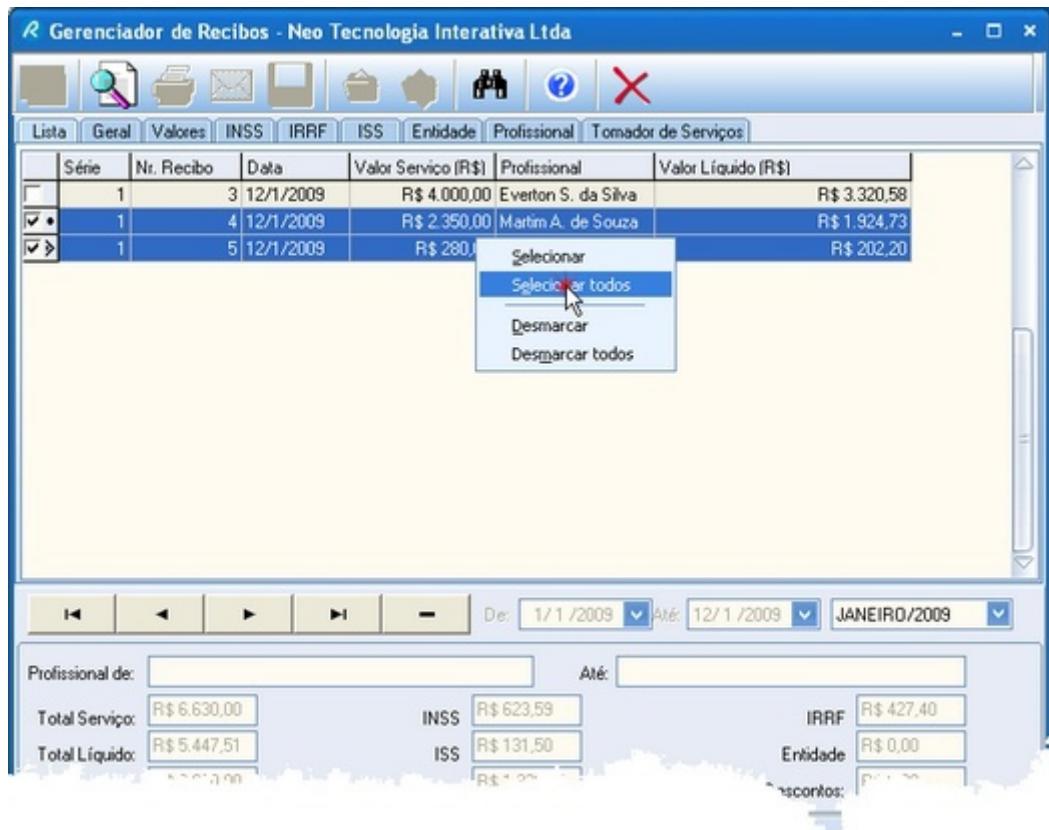 Gerenciador de Recibos - Neo Tecnologia Interativa Ltda
Lista Geral Valores INSS IRRF ISS Entidade Profissional Tomador de Serviços
Série Nr. Recibo Data Valor Serviço (R$) Profissional Valor Líquido (R$)
1 3 12/1/2009 R$ 4.000,00 Everton S. da Silva R$ 3.320,58
1 4 12/1/2009 R$ 2.350,00 Martim A. de Souza R$ 1.924,73
1 5 12/1/2009 R$ 280, R$ 202,20
Selecionar
Selecionar todos
Desmarcar
Desmarcar todos
De: 1/1/2009 Até: 12/1/2009 JANEIRO/2009
Profissional de: Até:
Total Serviço: R$ 6.630,00 INSS R$ 623,59 IRRF R$ 427,40
Total Líquido: R$ 5.447,51 ISS R$ 131,50 Entidade R$ 0,00